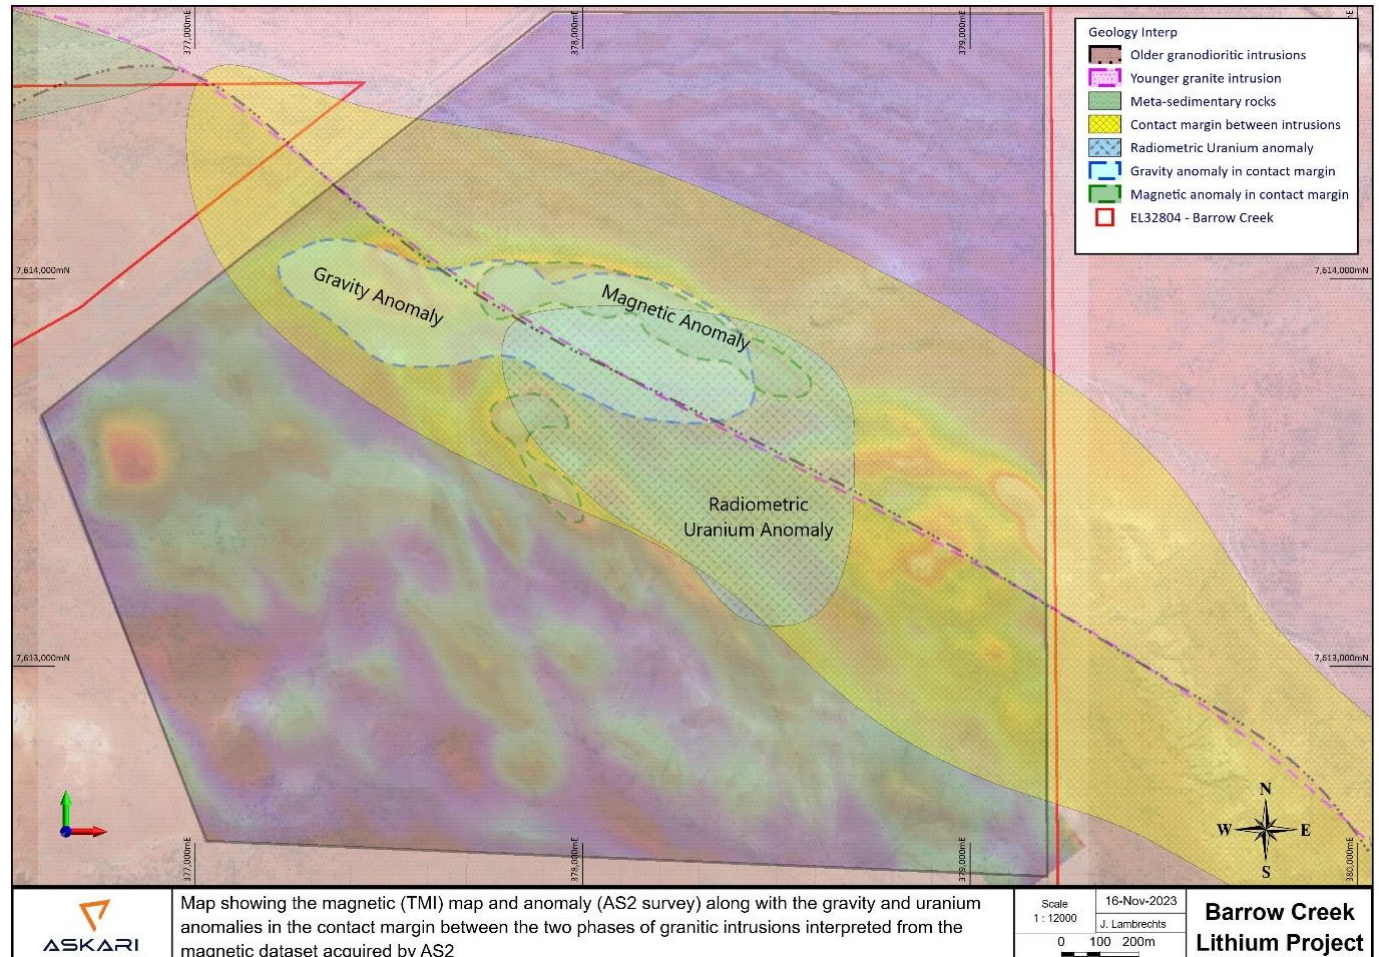 377,000mE
378,000mE
379,000mE
Geology Interp
Older granodioritic intrusions
Younger granite intrusion
Meta-sedimentary rocks
Contact margin between intrusions
Radiometric Uranium anomaly
Gravity anomaly in contact margin
Magnetic anomaly in contact margin
EL32804 - Barrow Creek
7,614,000mN
7,614,000mN
Gravity Anomaly
Magnetic Anomaly
Radiometric
Uranium Anomaly
7,613,000mN
7,613,000mN
N
W E
S
377,000mE
378,000mE
379,000mE
380,000mE
ASKARI
Map showing the magnetic (TMI) map and anomaly (AS2 survey) along with the gravity and uranium
anomalies in the contact margin between the two phases of granitic intrusions interpreted from the
magnetic dataset acquired by AS2
Scale
1 : 12000
16-Nov-2023
J. Lambrechts
0 100 200m
Barrow Creek
Lithium Project